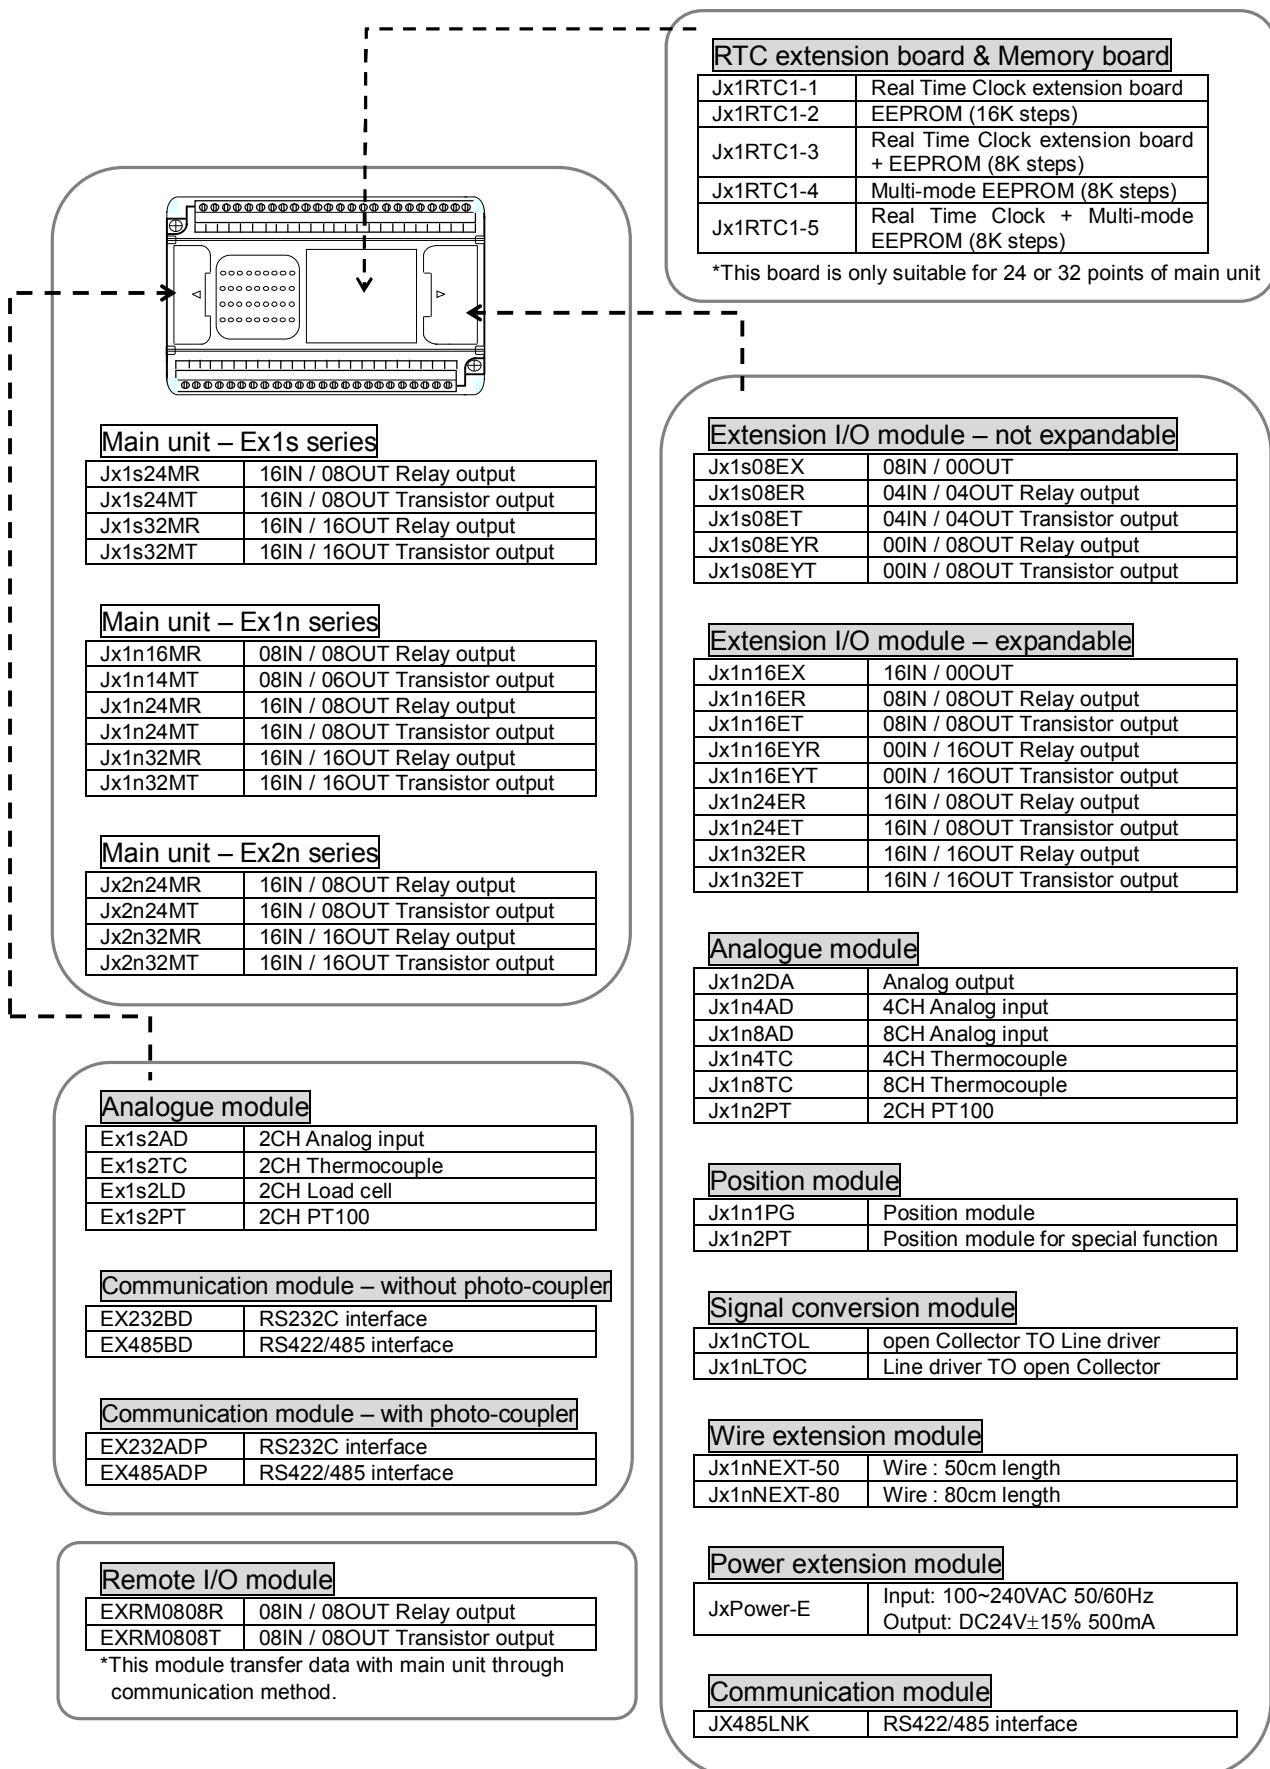 RTC extension board & Memory board
Jx1RTC1-1 Real Time Clock extension board
Jx1RTC1-2 EEPROM (16K steps)
Jx1RTC1-3 Real Time Clock extension board
+ EEPROM (8K steps)
Jx1RTC1-4 Multi-mode EEPROM (8K steps)
Jx1RTC1-5 Real Time Clock + Multi-mode
EEPROM (8K steps)
*This board is only suitable for 24 or 32 points of main unit
Main unit – Ex1s series
Jx1s24MR 16IN / 08OUT Relay output
Jx1s24MT 16IN / 08OUT Transistor output
Jx1s32MR 16IN / 16OUT Relay output
Jx1s32MT 16IN / 16OUT Transistor output
Main unit – Ex1n series
Jx1n16MR 08IN / 08OUT Relay output
Jx1n14MT 08IN / 06OUT Transistor output
Jx1n24MR 16IN / 08OUT Relay output
Jx1n24MT 16IN / 08OUT Transistor output
Jx1n32MR 16IN / 16OUT Relay output
Jx1n32MT 16IN / 16OUT Transistor output
Main unit – Ex2n series
Jx2n24MR 16IN / 08OUT Relay output
Jx2n24MT 16IN / 08OUT Transistor output
Jx2n32MR 16IN / 16OUT Relay output
Jx2n32MT 16IN / 16OUT Transistor output
Analogue module
Ex1s2AD 2CH Analog input
Ex1s2TC 2CH Thermocouple
Ex1s2LD 2CH Load cell
Ex1s2PT 2CH PT100
Communication module – without photo-coupler
EX232BD RS232C interface
EX485BD RS422/485 interface
Communication module – with photo-coupler
EX232ADP RS232C interface
EX485ADP RS422/485 interface
Remote I/O module
EXRM0808R 08IN / 08OUT Relay output
EXRM0808T 08IN / 08OUT Transistor output
*This module transfer data with main unit through
communication method.
Extension I/O module – not expandable
Jx1s08EX 08IN / 00OUT
Jx1s08ER 04IN / 04OUT Relay output
Jx1s08ET 04IN / 04OUT Transistor output
Jx1s08EYR 00IN / 08OUT Relay output
Jx1s08EYT 00IN / 08OUT Transistor output
Extension I/O module – expandable
Jx1n16EX 16IN / 00OUT
Jx1n16ER 08IN / 08OUT Relay output
Jx1n16ET 08IN / 08OUT Transistor output
Jx1n16EYR 00IN / 16OUT Relay output
Jx1n16EYT 00IN / 16OUT Transistor output
Jx1n24ER 16IN / 08OUT Relay output
Jx1n24ET 16IN / 08OUT Transistor output
Jx1n32ER 16IN / 16OUT Relay output
Jx1n32ET 16IN / 16OUT Transistor output
Analogue module
Jx1n2DA Analog output
Jx1n4AD 4CH Analog input
Jx1n8AD 8CH Analog input
Jx1n4TC 4CH Thermocouple
Jx1n8TC 8CH Thermocouple
Jx1n2PT 2CH PT100
Position module
Jx1n1PG Position module
Jx1n2PT Position module for special function
Signal conversion module
Jx1nCTOL open Collector TO Line driver
Jx1nLTOC Line driver TO open Collector
Wire extension module
Jx1nNEXT-50 Wire : 50cm length
Jx1nNEXT-80 Wire : 80cm length
Power extension module
JxPower-E Input: 100~240VAC 50/60Hz
Output: DC24V±15% 500mA
Communication module
JX485LNK RS422/485 interface